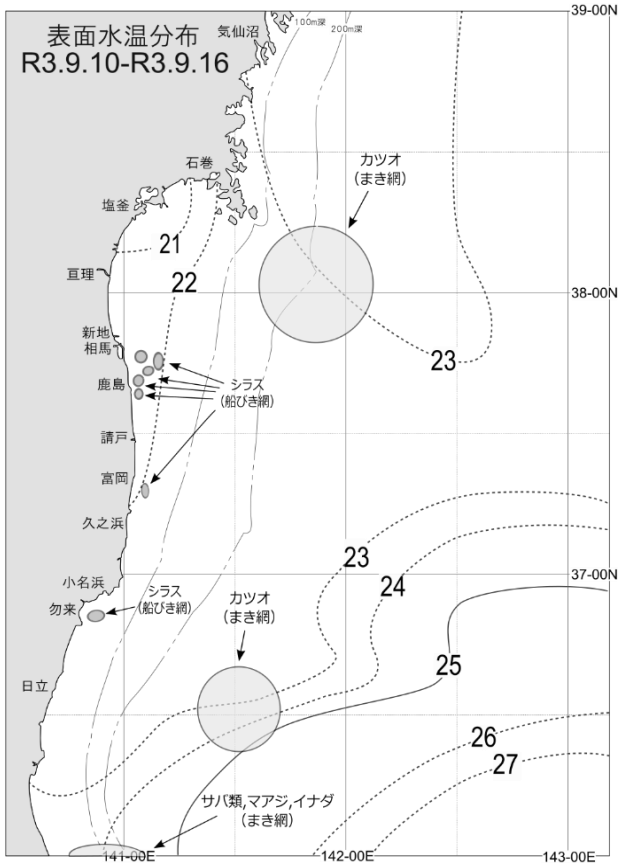 表面水温分布
R3.9.10-R3.9.16
気仙沼
39-00N
100m深
200m深
石巻
カツオ
(まき網)
塩釜
21
亘理
22
38-00N
新地
相馬
23
鹿島
シラス
(船びき網)
請戸
富岡
久之浜
23
小名浜
37-00N
シラス
(船びき網)
カツオ
(まき網)
24
勿来
25
日立
26
27
サバ類,マアジ,イナダ
(まき網)
141-00E
142-00E
143-00E